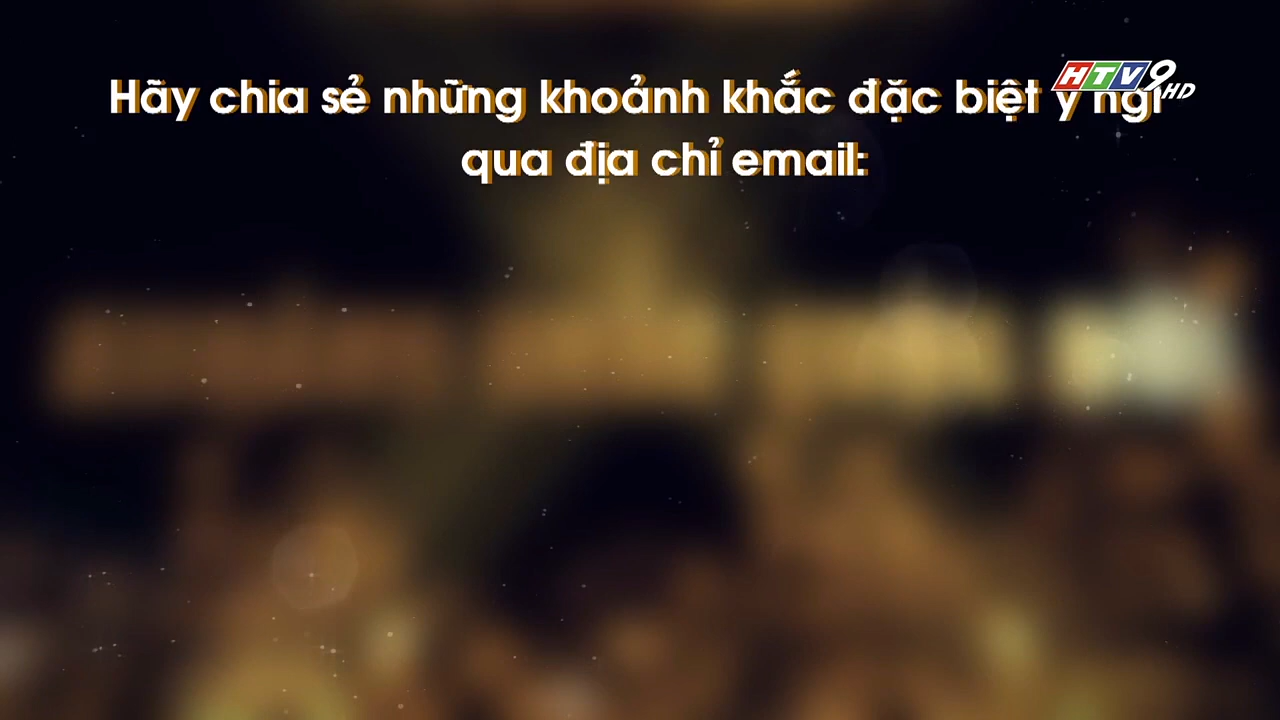 Hãy chia sẻ những khoảnh khắc đặc biệt ý
qua địa chỉ email:
HTV9 HD